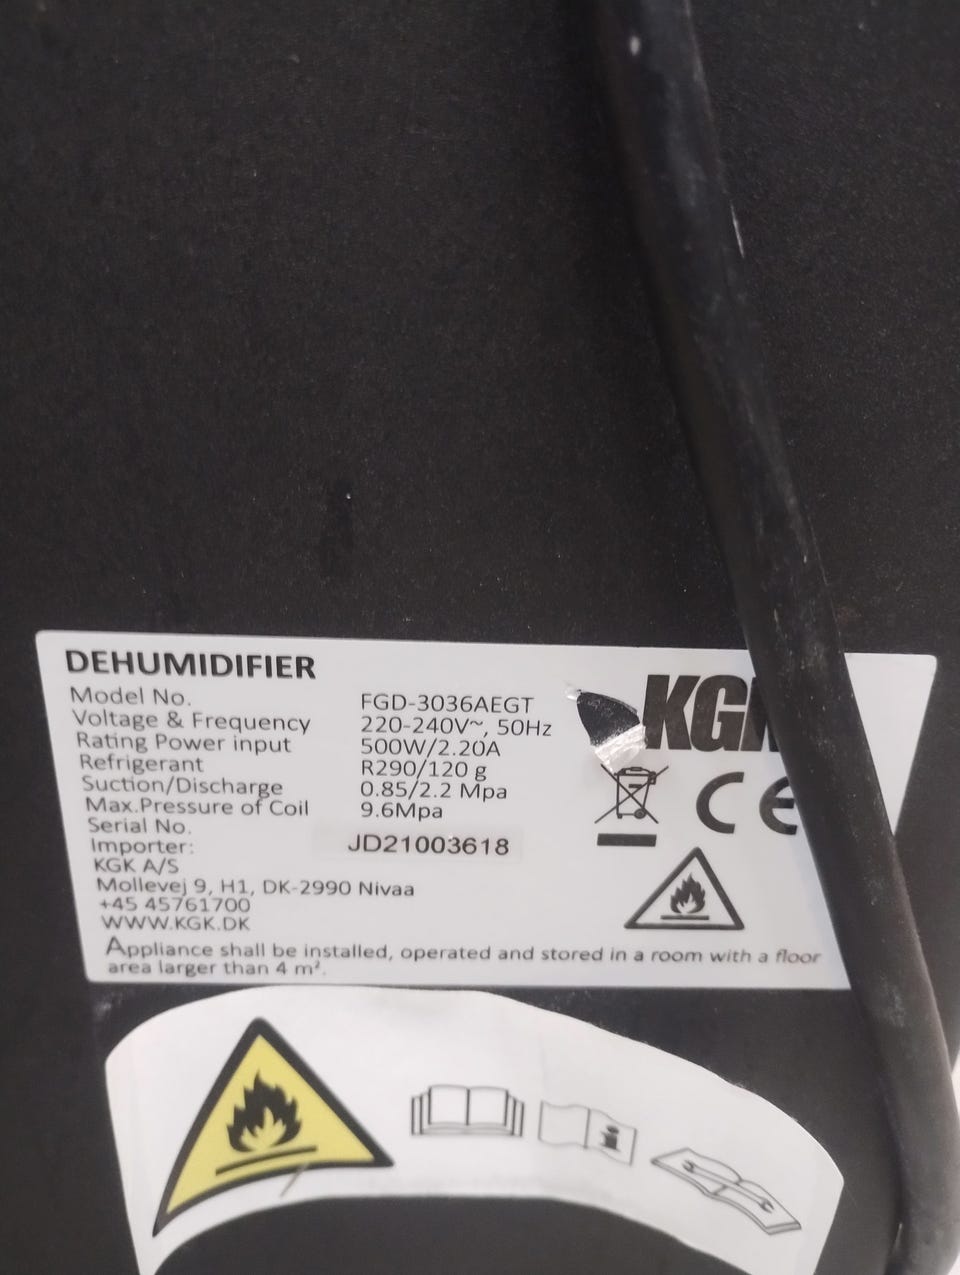 DEHUMIDIFIER
Model No. FGD-3036AEGT
Voltage & Frequency 220-240V~, 50Hz
Rating Power input 500W/2.20A
Refrigerant R290/120 g
Suction/Discharge 0.85/2.2 Mpa
Max.Pressure of Coil 9.6Mpa
Serial No. JD21003618
Importer:
KGK A/S
Mollevej 9, H1, DK-2990 Nivaa
+45 45761700
WWW.KGK.DK
Appliance shall be installed, operated and stored in a room with a floor
area larger than 4 m².
KGK
CE